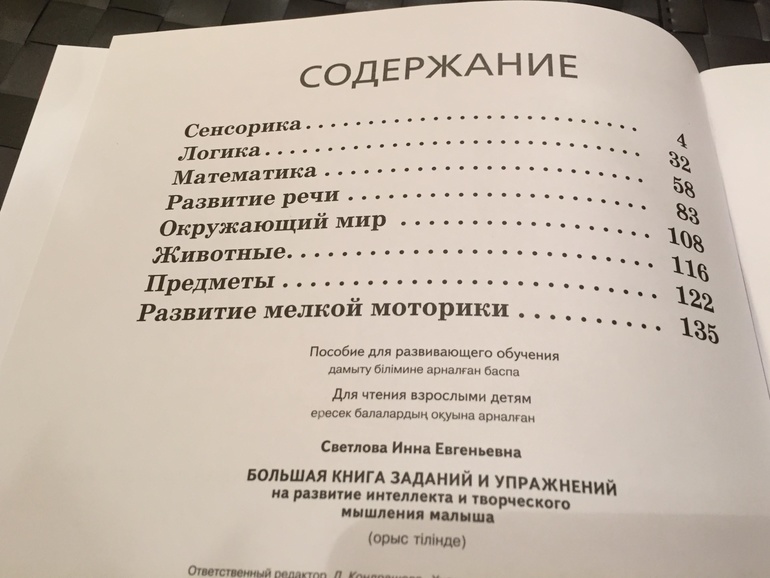 СОДЕРЖАНИЕ
Сенсорика . . . . . . . . . . . . . . . . . . . . . . . . . . 4
Логика . . . . . . . . . . . . . . . . . . . . . . . . . . . . 32
Математика . . . . . . . . . . . . . . . . . . . . . . . . 58
Развитие речи . . . . . . . . . . . . . . . . . . . . . . 83
Окружающий мир . . . . . . . . . . . . . . . . . . 108
Животные. . . . . . . . . . . . . . . . . . . . . . . . . 116
Предметы . . . . . . . . . . . . . . . . . . . . . . . . 122
Развитие мелкой моторики . . . . . . . . . 135
Пособие для развивающего обучения
дамыту білімине арналған баспа
Для чтения взрослыми детям
ересек балалардың оқуына арналған
Светлова Инна Евгеньевна
БОЛЬШАЯ КНИГА ЗАДАНИЙ И УПРАЖНЕНИЙ
на развитие интеллекта и творческого
мышления малыша
(орыс тілінде)
Ответственный редактор